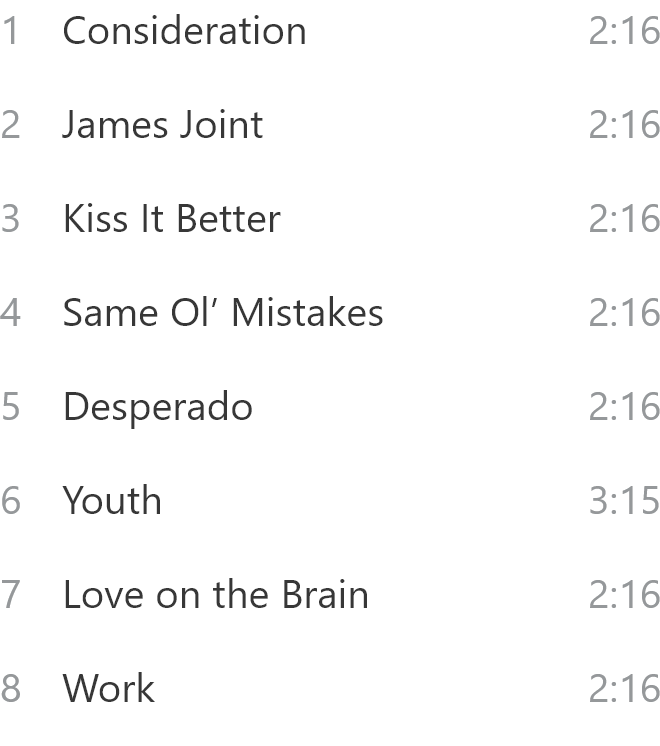 1 Consideration 2:16
2 James Joint 2:16
3 Kiss It Better 2:16
4 Same Ol’ Mistakes 2:16
5 Desperado 2:16
6 Youth 3:15
7 Love on the Brain 2:16
8 Work 2:16